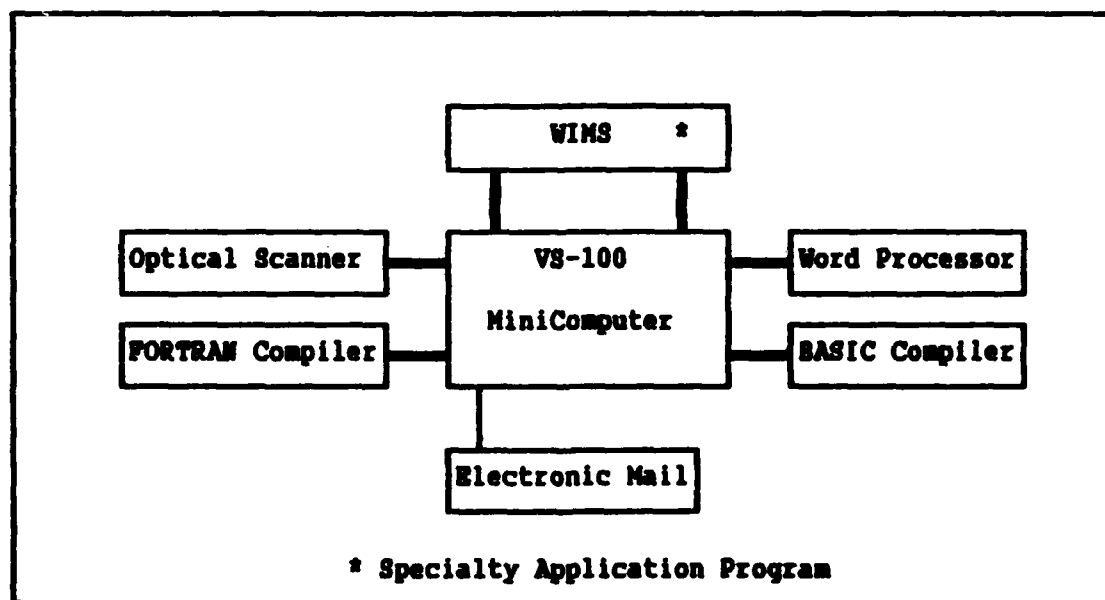 WIMS *
Optical Scanner
VS-100
Word Processor
MiniComputer
FORTRAN Compiler
BASIC Compiler
Electronic Mail
* Specialty Application Program